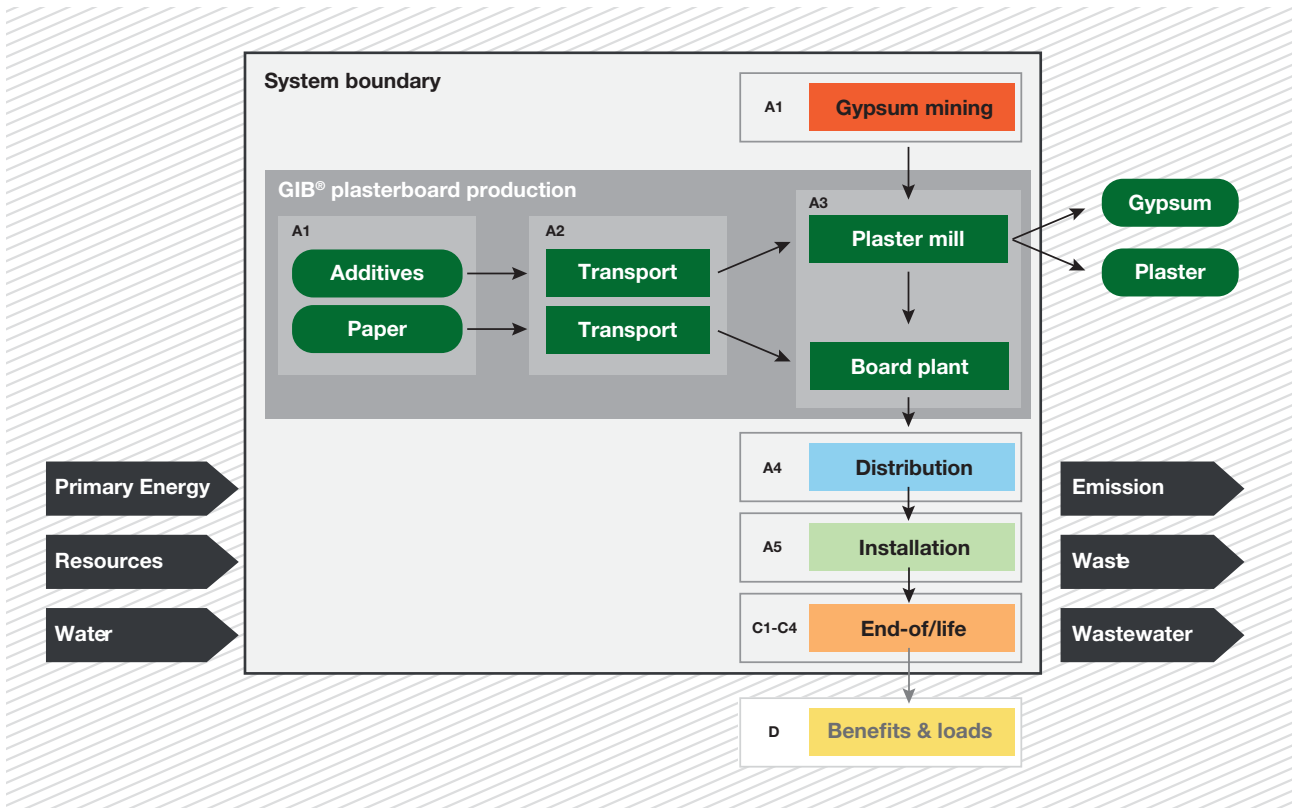 System boundary
A1
Gypsum mining
GIB® plasterboard production
A1
Additives
Paper
A2
Transport
Transport
A3
Plaster mill
Board plant
Gypsum
Plaster
A4
Distribution
A5
Installation
C1-C4
End-of/life
D
Benefits & loads
Primary Energy
Resources
Water
Emission
Waste
Wastewater